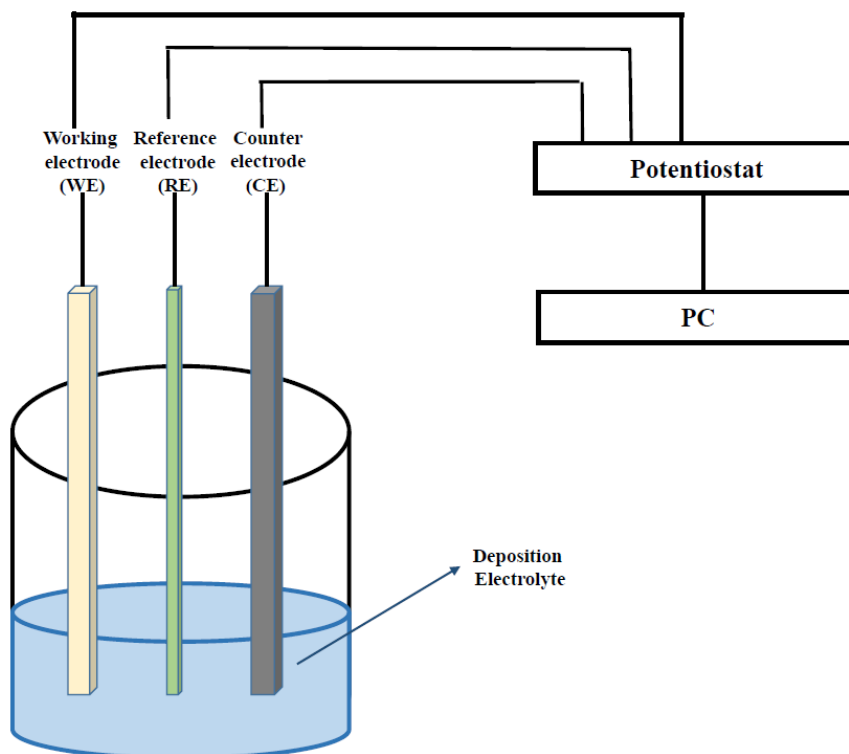 Working
electrode
(WE)
Reference
electrode
(RE)
Counter
electrode
(CE)
Potentiostat
PC
Deposition
Electrolyte